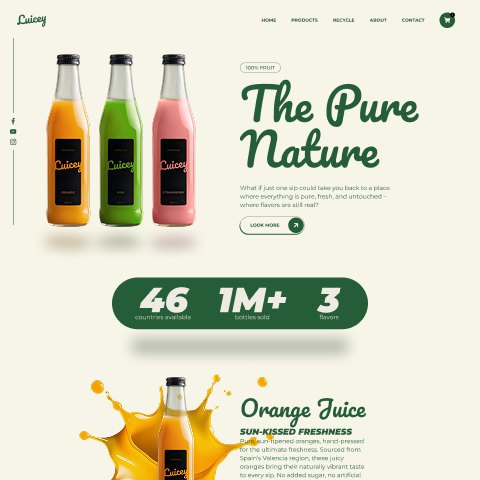 Luicey
HOME PRODUCTS RECYCLE ABOUT CONTACT
100% FRUIT
The Pure
Nature
Luicey Luicey Luicey
ORANGE STRAWBERRY
What if just one sip could take you back to a place
where everything is pure, fresh, and untouched –
where flavors are still real?
LOOK MORE
46 1M+ 3
countries available bottles sold flavors
Orange Juice
SUN-KISSED FRESHNESS
Pure sun-ripened oranges, hand-pressed
for the ultimate freshness. Sourced from
Spain's Valencia region, these juicy
oranges bring their naturally vibrant taste
to every sip. No added sugar, no artificial
Luicey